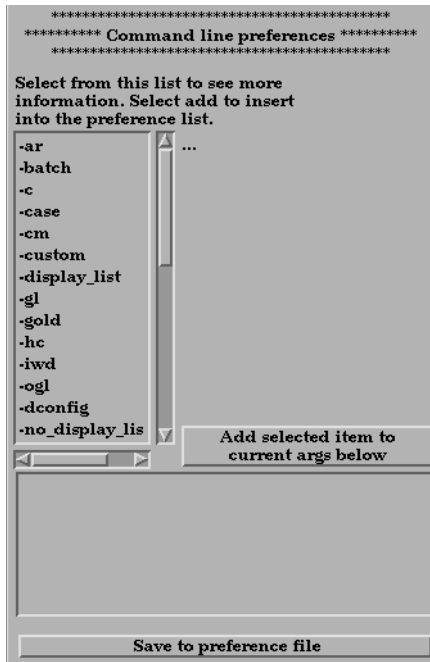 *******************************************
********** Command line preferences **********
*******************************************
Select from this list to see more
information. Select add to insert
into the preference list.
-ar
-batch
-c
-case
-cm
-custom
-display_list
-gl
-gold
-hc
-iwd
-ogl
-dconfig
-no_display_lis
...
Add selected item to
current args below
Save to preference file